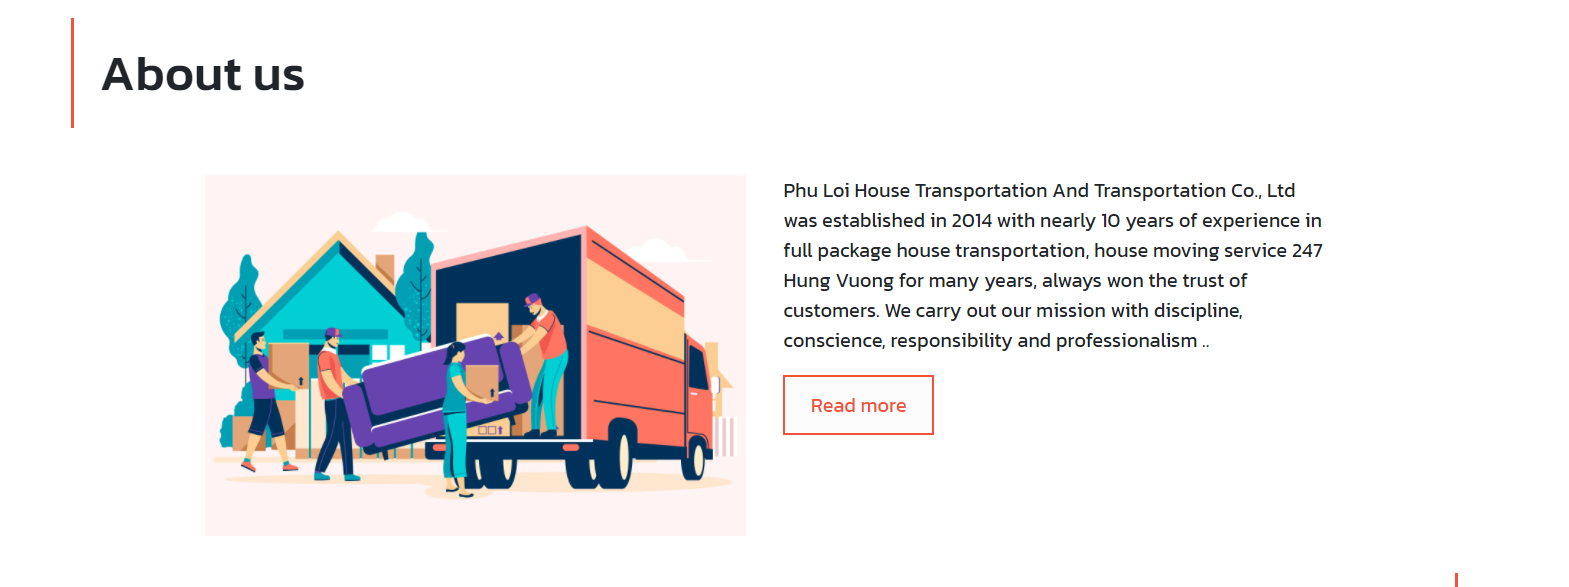 About us
Phu Loi House Transportation And Transportation Co., Ltd
was established in 2014 with nearly 10 years of experience in
full package house transportation, house moving service 247
Hung Vuong for many years, always won the trust of
customers. We carry out our mission with discipline,
conscience, responsibility and professionalism ..
Read more